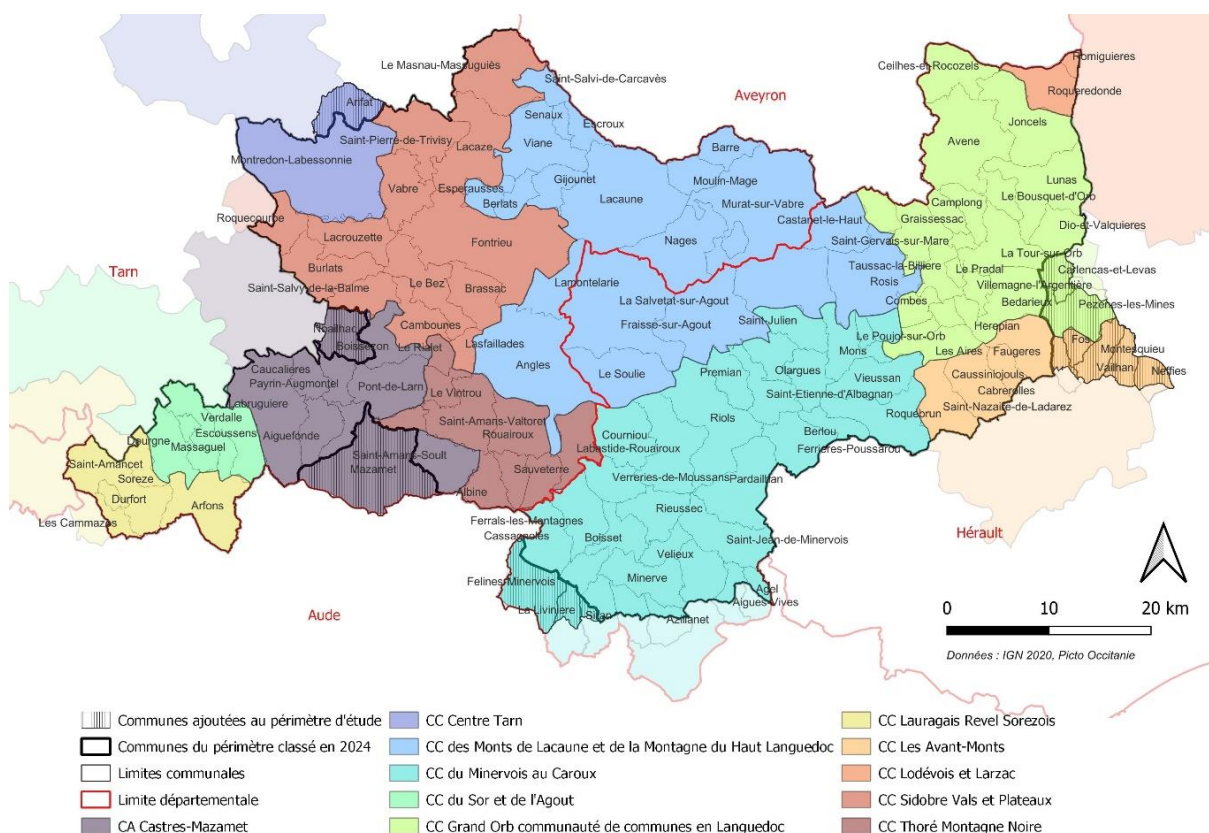 Le Masnau-Massuguiès
Saint-Salvi-de-Carcavès
Arifat
Aveyron
Ceilhes-et-Rocozels
Romiguieres
Roqueredonde
Senaux
Escroux
Saint-Pierre-de-Trivisy
Lacaze
Viane
Joncels
Montredon-Labessonnie
Barre
Avene
Vabre
Esperausses
Gijounet
Moulin-Mage
Lunas
Berlats
Lacaune
Murat-sur-Vabre
Camplong
Le Bousquet-d'Orb
Roquecourbe
Castanet-le-Haut
Graissessac
Dio-et-Valquieres
Lacrouzette
Fontrieu
Nages
Saint-Gervais-sur-Mare
La Tour-sur-Orb
Tarn
Burlats
Taussac-la-Billiere
Le Pradal
Carlencas-et-Levas
Saint-Salvy-de-la-Balme
Le Bez
Brassac
Lamontelarie
Rosis
Villemagne-l'Argentière
La Salvetat-sur-Agout
Combes
Bedarieux
Pezènes-les-Mines
Noailhac
Cambounes
Fraisse-sur-Agout
Saint-Julien
Le Poujol-sur-Orb
Herepian
Boissezon
Le Rialet
Lasfaillades
Mons
Les Aires
Faugeres
Fos
Montesquieu
Caucalieres
Angles
Le Soulie
Premian
Olargues
Vieussan
Caussiniojouls
Vailhan
Neffies
Payrin-Augmontel
Pont-de-Larn
Labruguiere
Le Vintrou
Saint-Etienne-d'Albagnan
Cabrerolles
Roquebrun
Saint-Nazaire-de-Ladarez
Verdalle
Saint-Amans-Valtoret
Riols
Dourgne
Escoussens
Aiguefonde
Rouairoux
Courniou
Berlou
Massaguel
Saint-Amans-Soult
Labastide-Rouairoux
Ferrieres-Poussarou
Saint-Amancet
Mazamet
Sauveterre
Soreze
Verreries-de-Moussans
Pardailhan
Durfort
Arfons
Albine
Rieussec
Les Cammazes
Ferrals-les-Montagnes
Cassagnoles
Boisset
Saint-Jean-de-Minervois
Hérault
Velieux
Felines-Minervois
Minerve
Agel
Aude
La Liviniere
Siran
Aigues-Vives
Azillanet
0 10 20 km
Données : IGN 2020, Picto Occitanie
Communes ajoutées au périmètre d'étude
Communes du périmètre classé en 2024
Limites communales
Limite départementale
CA Castres-Mazamet
CC Centre Tarn
CC des Monts de Lacaune et de la Montagne du Haut Languedoc
CC du Minervois au Caroux
CC du Sor et de l'Agout
CC Grand Orb communauté de communes en Languedoc
CC Lauragais Revel Sorezois
CC Les Avant-Monts
CC Lodévois et Larzac
CC Sidobre Vals et Plateaux
CC Thoré Montagne Noire